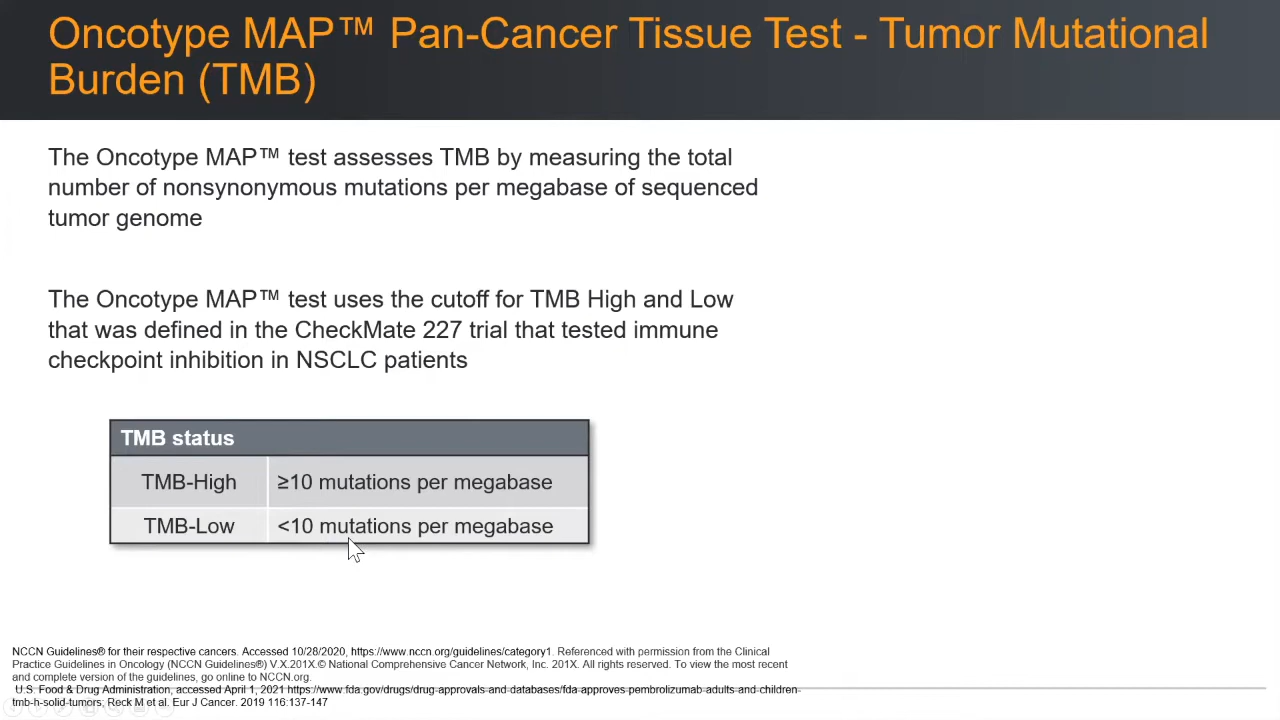 Oncotype MAP™ Pan-Cancer Tissue Test - Tumor Mutational
Burden (TMB)
The Oncotype MAP™ test assesses TMB by measuring the total
number of nonsynonymous mutations per megabase of sequenced
tumor genome
The Oncotype MAP™ test uses the cutoff for TMB High and Low
that was defined in the CheckMate 227 trial that tested immune
checkpoint inhibition in NSCLC patients
TMB status
TMB-High ≥10 mutations per megabase
TMB-Low <10 mutations per megabase
NCCN Guidelines® for their respective cancers. Accessed 10/28/2020, https://www.nccn.org/guidelines/category1. Referenced with permission from the Clinical
Practice Guidelines in Oncology (NCCN Guidelines®) V.X.201X.© National Comprehensive Cancer Network, Inc. 201X. All rights reserved. To view the most recent
and complete version of the guidelines, go online to NCCN.org.
U.S. Food & Drug Administration, accessed April 1, 2021 https://www.fda.gov/drugs/drug-approvals-and-databases/fda-approves-pembrolizumab-adults-and-children-
tmb-h-solid-tumors; Reck M et al. Eur J Cancer. 2019 116:137-147